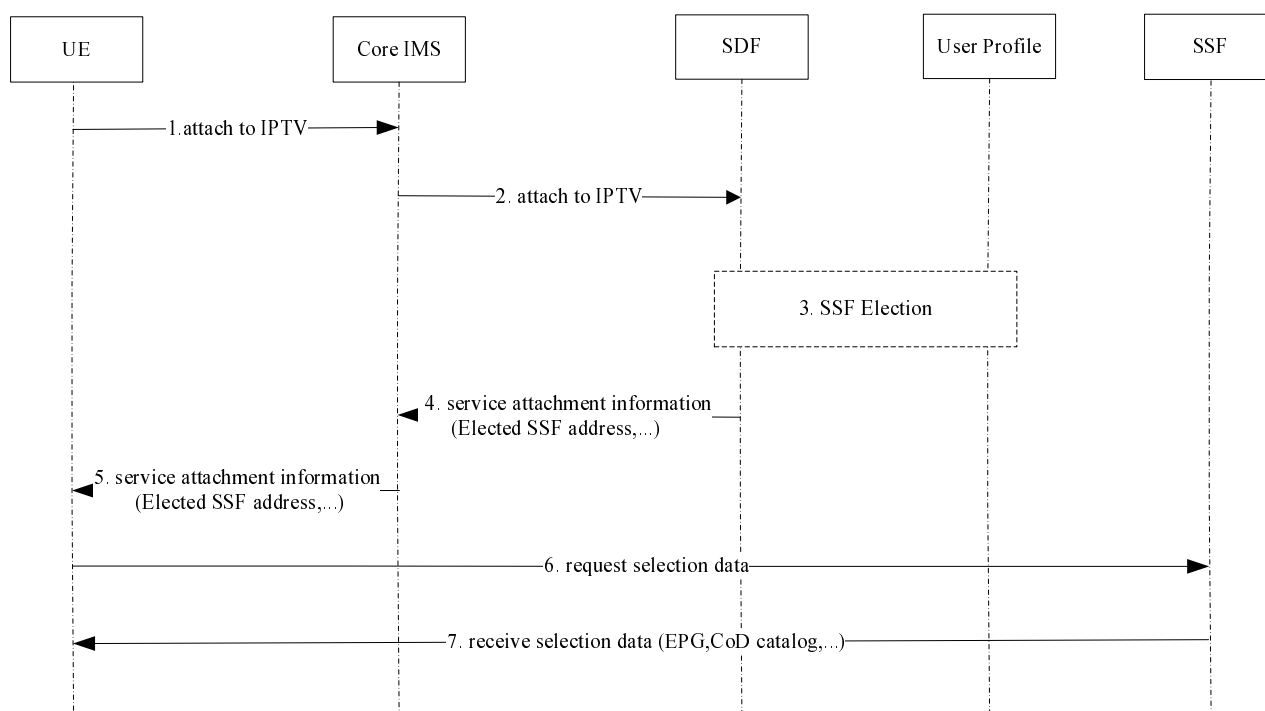 UE
Core IMS
SDF
User Profile
SSF
1.attach to IPTV
2. attach to IPTV
3. SSF Election
4. service attachment information
(Elected SSF address,...)
5. service attachment information
(Elected SSF address,...)
6. request selection data
7. receive selection data (EPG,CoD catalog,...)